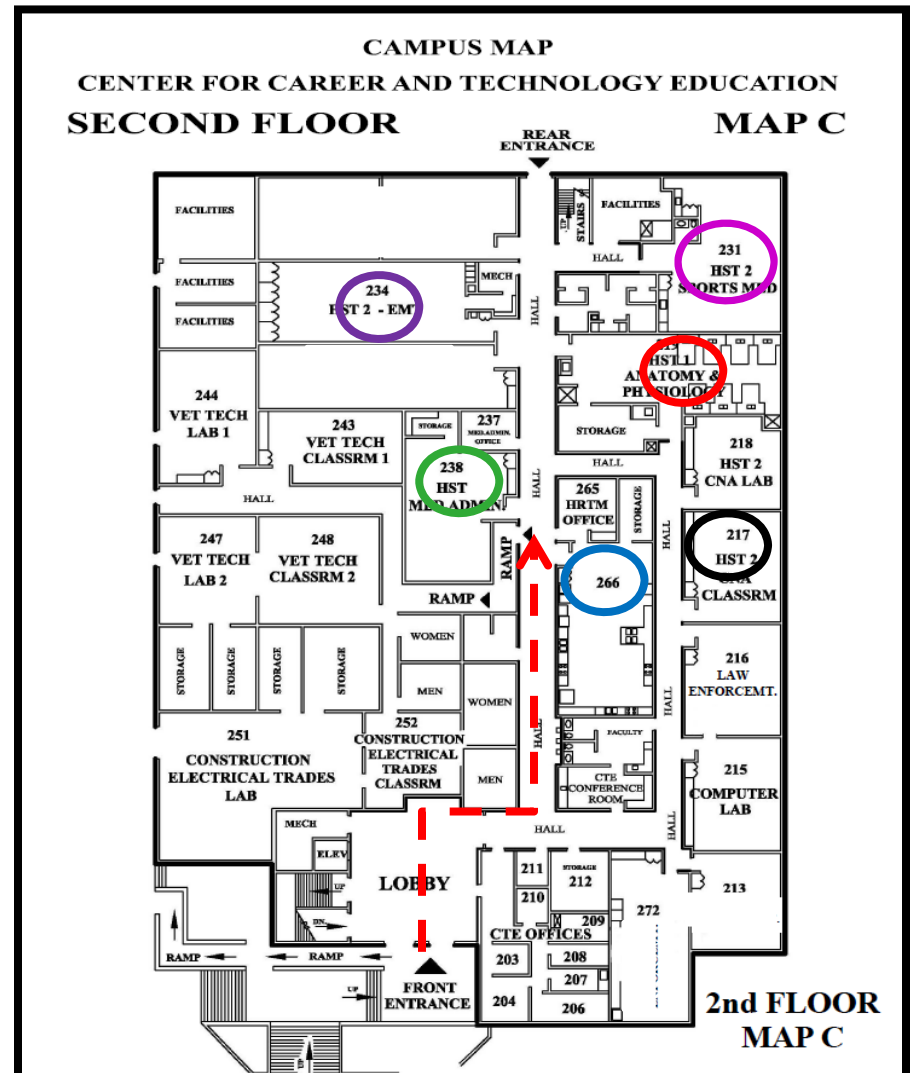 CAMPUS MAP
CENTER FOR CAREER AND TECHNOLOGY EDUCATION
SECOND FLOOR
MAP C
REAR
ENTRANCE
FACILITIES
UP
STAIRS
FACILITIES
HALL
231
HST 2
SPORTS MED
FACILITIES
234
HST 2 - EMT
MECH
HALL
FACILITIES
HST 1
ANATOMY &
PHYSIOLOGY
244
VET TECH
LAB 1
243
VET TECH
CLASSRM 1
STORAGE
237
MED.ADMIN.
OFFICE
STORAGE
HALL
218
HST 2
CNA LAB
238
HST
MED ADMIN.
HALL
HALL
265
HRTM
OFFICE
STORAGE
HALL
247
VET TECH
LAB 2
248
VET TECH
CLASSRM 2
RAMP
RAMP
266
217
HST 2
CNA
CLASSRM
STORAGE
STORAGE
STORAGE
STORAGE
WOMEN
MEN
WOMEN
216
LAW
ENFORCEMT.
HALL
251
CONSTRUCTION
ELECTRICAL TRADES
LAB
252
CONSTRUCTION
ELECTRICAL
TRADES
CLASSRM
MEN
HALL
FACULTY
CTE
CONFERENCE
ROOM
215
COMPUTER
LAB
HALL
MECH
ELEV
UP
DN
LOBBY
HALL
211
210
STORAGE
212
209
CTE OFFICES
203
208
207
204
206
272
213
RAMP
RAMP
UP
FRONT
ENTRANCE
UP
2nd FLOOR
MAP C